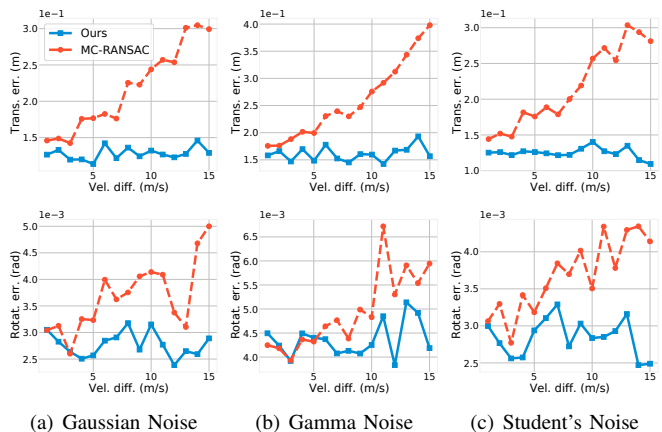 1e−1
Ours
MC-RANSAC
3.0
2.5
2.0
1.5
Trans. err. (m)
5
10
15
Vel. diff. (m/s)
1e−1
4.0
3.5
3.0
2.5
2.0
1.5
Trans. err. (m)
5
10
15
Vel. diff. (m/s)
1e−1
3.0
2.5
2.0
1.5
1.0
Trans. err. (m)
5
10
15
Vel. diff. (m/s)
1e−3
5.0
4.5
4.0
3.5
3.0
2.5
Rotat. err. (rad)
5
10
15
Vel. diff. (m/s)
1e−3
6.5
6.0
5.5
5.0
4.5
4.0
Rotat. err. (rad)
5
10
15
Vel. diff. (m/s)
1e−3
4.0
3.5
3.0
2.5
Rotat. err. (rad)
5
10
15
Vel. diff. (m/s)
(a) Gaussian Noise
(b) Gamma Noise
(c) Student's Noise